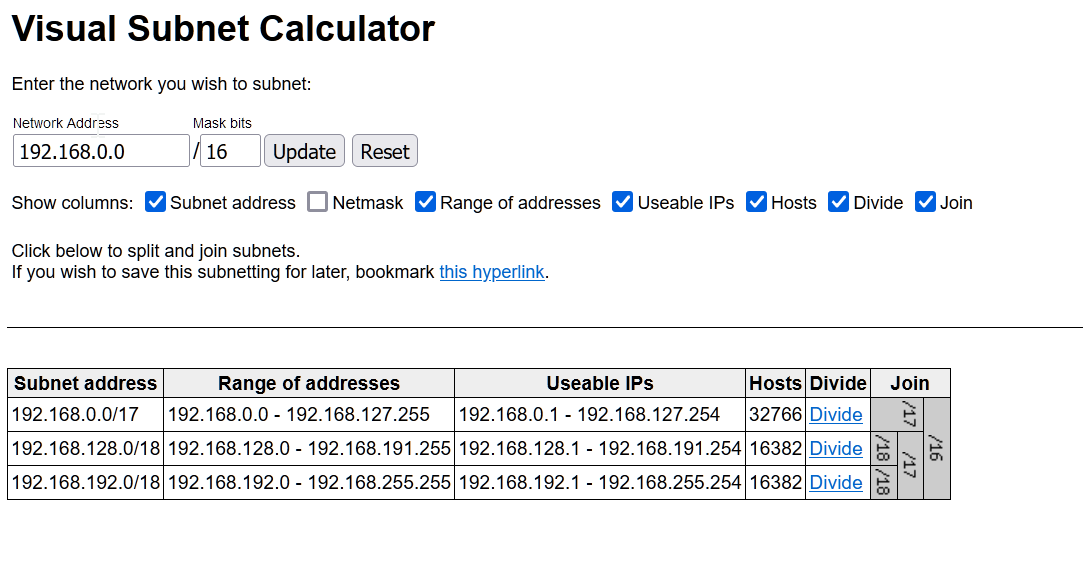 Visual Subnet Calculator
Enter the network you wish to subnet:
Network Address Mask bits
192.168.0.0 / 16 Update Reset
Show columns: Subnet address Netmask Range of addresses Useable IPs Hosts Divide Join
Click below to split and join subnets.
If you wish to save this subnetting for later, bookmark this hyperlink.
Subnet address Range of addresses Useable IPs Hosts Divide Join
192.168.0.0/17 192.168.0.0 - 192.168.127.255 192.168.0.1 - 192.168.127.254 32766 Divide /17 /16
192.168.128.0/18 192.168.128.0 - 192.168.191.255 192.168.128.1 - 192.168.191.254 16382 Divide /18 /17
192.168.192.0/18 192.168.192.0 - 192.168.255.255 192.168.192.1 - 192.168.255.254 16382 Divide /18